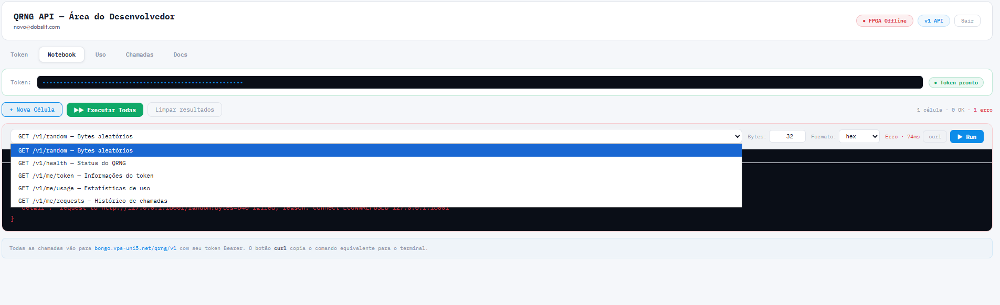 QRNG API — Área do Desenvolvedor
novo@dobslit.com
● FPGA Offline
v1 API
Sair
Token
Notebook
Uso
Chamadas
Docs
Token:
● Token pronto
+ Nova Célula
▶▶ Executar Todas
Limpar resultados
1 célula · 0 OK · 1 erro
GET /v1/random — Bytes aleatórios
Bytes: 32
Formato: hex
Erro · 74ms
curl
▶ Run
GET /v1/random — Bytes aleatórios
GET /v1/health — Status do QRNG
GET /v1/me/token — Informações do token
GET /v1/me/usage — Estatísticas de uso
GET /v1/me/requests — Histórico de chamadas
}
Todas as chamadas vão para bongo.vps-uni5.net/qrng/v1 com seu token Bearer. O botão curl copia o comando equivalente para o terminal.